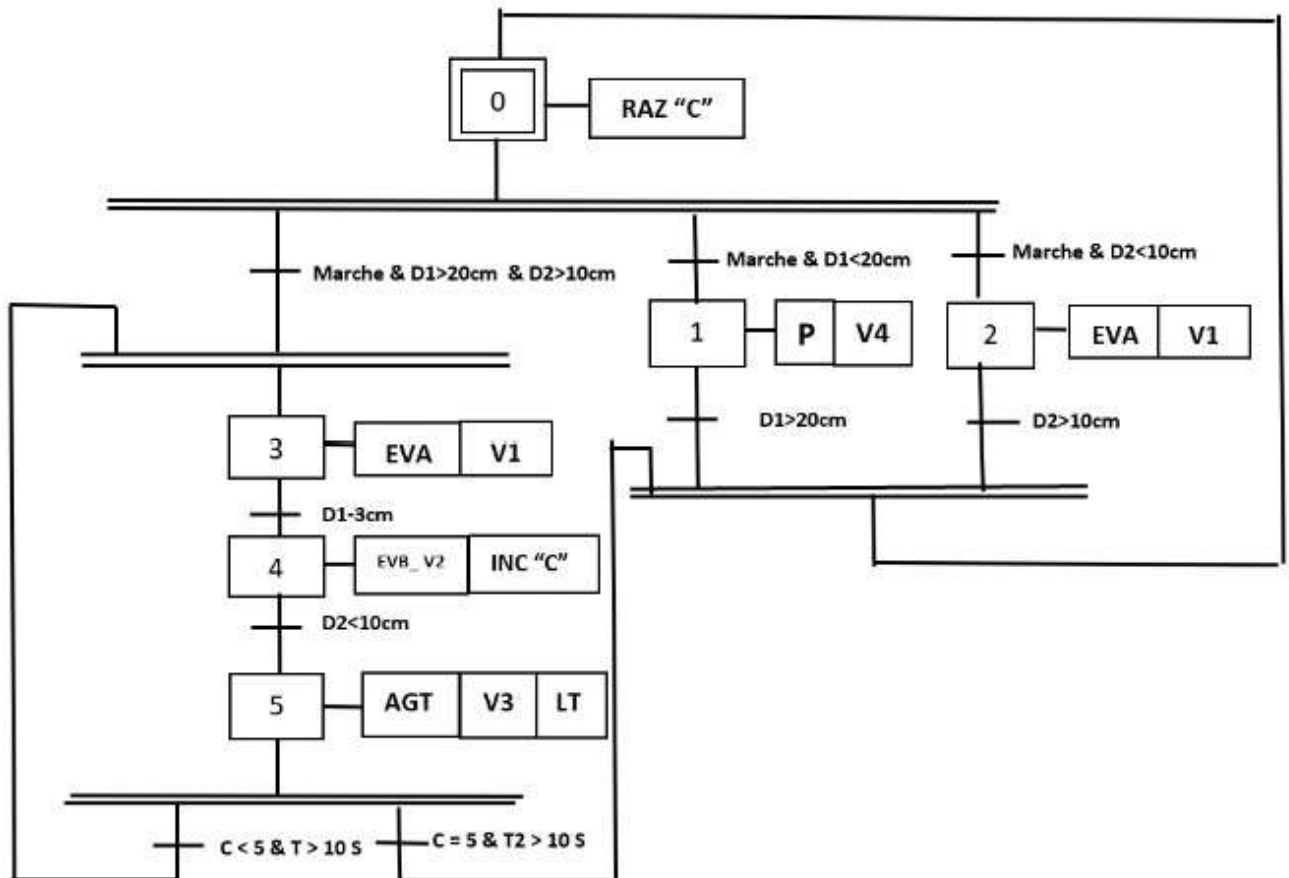 0
RAZ “C”
Marche & D1>20cm & D2>10cm
Marche & D1<20cm
Marche & D2<10cm
1
P
V4
2
EVA
V1
D1>20cm
D2>10cm
3
EVA
V1
D1-3cm
4
EVB_ V2
INC “C”
D2<10cm
5
AGT
V3
LT
C < 5 & T > 10 S
C = 5 & T2 > 10 S